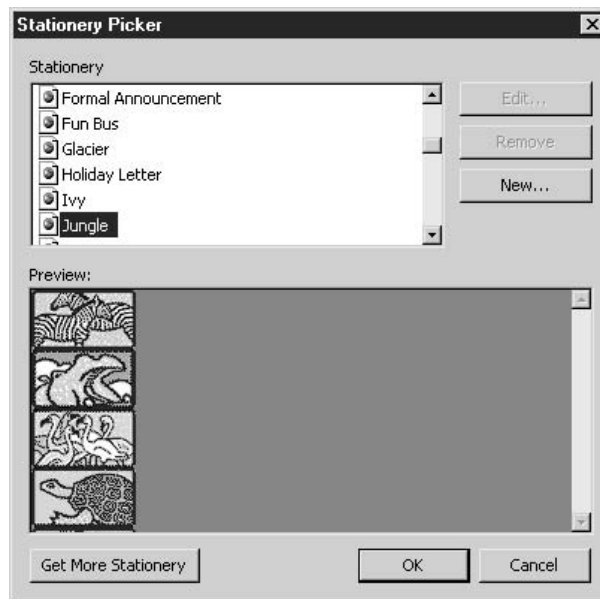 Stationery Picker
Stationery
Formal Announcement
Fun Bus
Glacier
Holiday Letter
Ivy
Jungle
Edit...
Remove
New...
Preview:
Get More Stationery
OK
Cancel